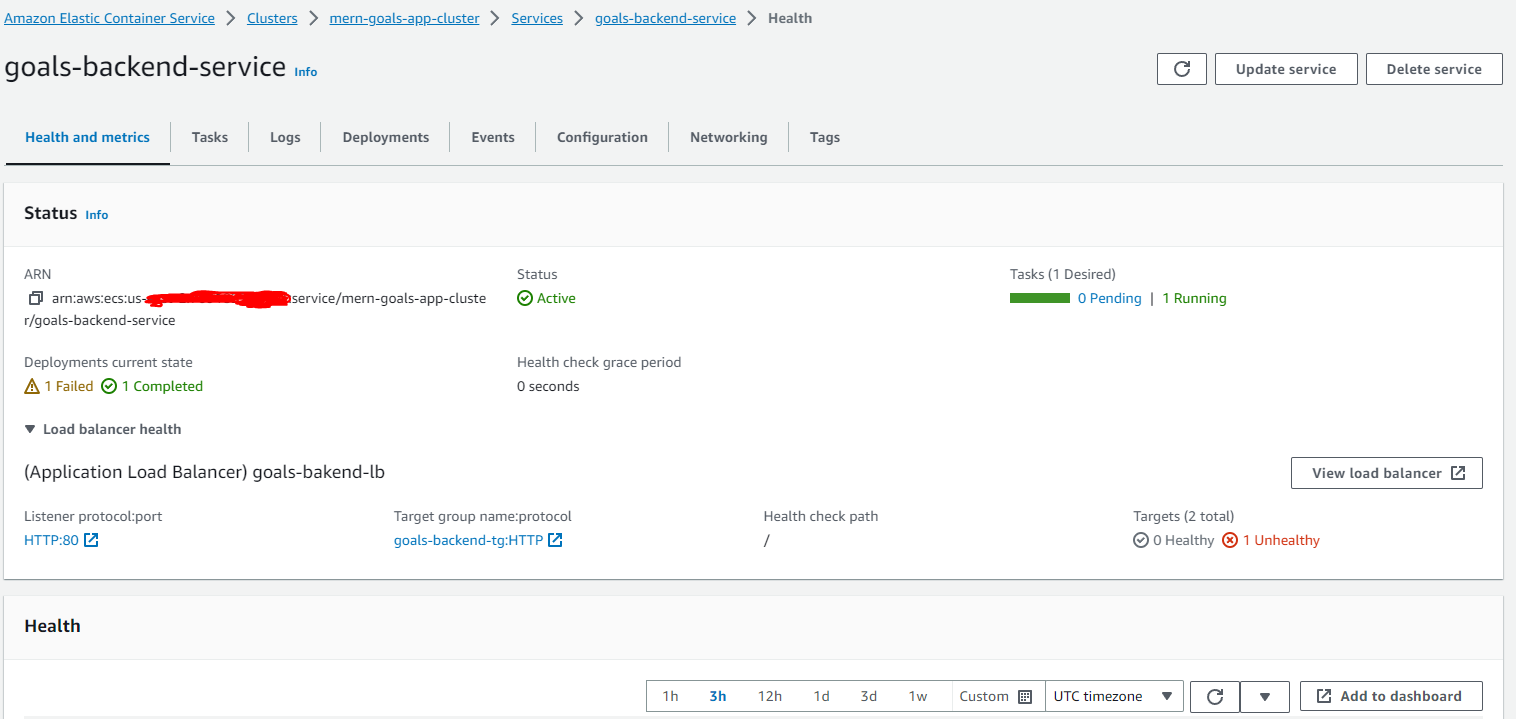 Amazon Elastic Container Service > Clusters > mern-goals-app-cluster > Services > goals-backend-service > Health
goals-backend-service Info
Update service
Delete service
Health and metrics
Tasks
Logs
Deployments
Events
Configuration
Networking
Tags
Status Info
ARN
arn:aws:ecs:us- service/mern-goals-app-cluste
r/goals-backend-service
Status
Active
Tasks (1 Desired)
0 Pending | 1 Running
Deployments current state
1 Failed 1 Completed
Health check grace period
0 seconds
Load balancer health
(Application Load Balancer) goals-bakend-lb
View load balancer
Listener protocol:port
HTTP:80
Target group name:protocol
goals-backend-tg:HTTP
Health check path
/
Targets (2 total)
0 Healthy 1 Unhealthy
Health
1h 3h 12h 1d 3d 1w Custom UTC timezone
Add to dashboard